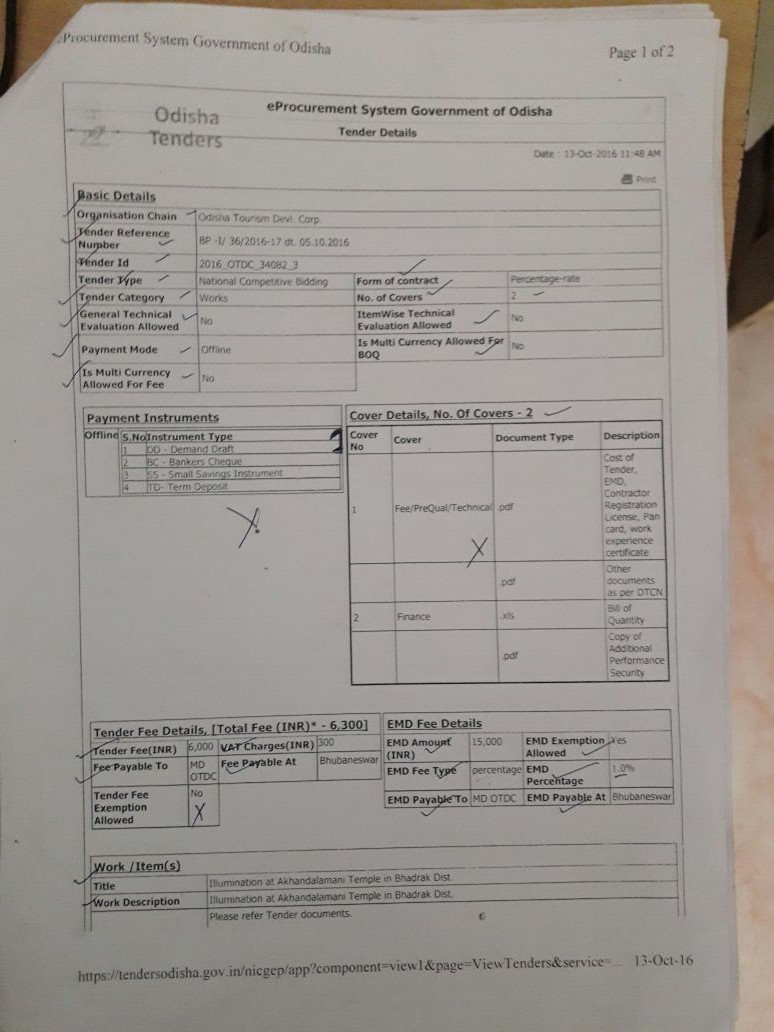 eProcurement System Government of Odisha
Page 1 of 2
Odisha Tenders
eProcurement System Government of Odisha
Tender Details
Date : 13-Oct-2016 11:48 AM
Print
Basic Details
Organisation Chain Odisha Tourism Devl. Corp.
Tender Reference Number BP -I/ 36/2016-17 dt. 05.10.2016
Tender Id 2016_OTDC_34082_3
Tender Type National Competitive Bidding Form of contract Percentage-rate
Tender Category Works No. of Covers 2
General Technical Evaluation Allowed No ItemWise Technical Evaluation Allowed No
Payment Mode Offline Is Multi Currency Allowed For BOQ No
Is Multi Currency Allowed For Fee No
Payment Instruments
Offline S.No Instrument Type
1 DD - Demand Draft
2 BC - Bankers Cheque
3 SS - Small Savings Instrument
4 TD- Term Deposit
Cover Details, No. Of Covers - 2
Cover No Cover Document Type Description
1 Fee/PreQual/Technical .pdf Cost of Tender, EMD, Contractor Registration License, Pan card, work experience certificate
.pdf Other documents as per DTCN
2 Finance .xls Bill of Quantity
.pdf Copy of Additional Performance Security
Tender Fee Details, [Total Fee (INR)* - 6,300]
Tender Fee(INR) 6,000 VAT Charges(INR) 300
Fee Payable To MD OTDC Fee Payable At Bhubaneswar
Tender Fee Exemption Allowed No
EMD Fee Details
EMD Amount (INR) 15,000 EMD Exemption Allowed Yes
EMD Fee Type percentage EMD Percentage 1.0%
EMD Payable To MD OTDC EMD Payable At Bhubaneswar
Work /Item(s)
Title Illumination at Akhandalamani Temple in Bhadrak Dist.
Work Description Illumination at Akhandalamani Temple in Bhadrak Dist.
Please refer Tender documents.
https://tendersodisha.gov.in/nicgep/app?component=view1&page=ViewTenders&service=... 13-Oct-16